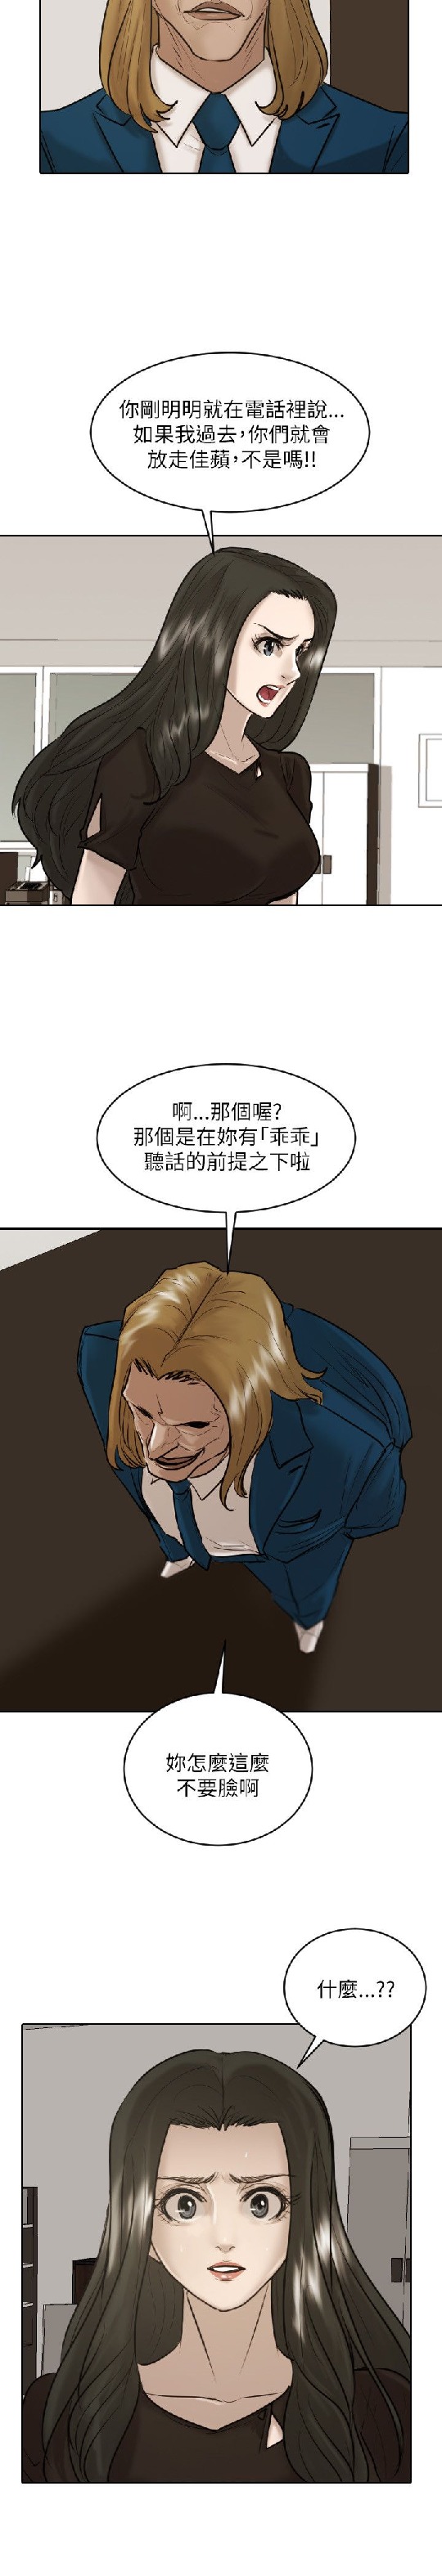 你剛明明就在電話裡說...
如果我過去，你們就會
放走佳蘋，不是嗎!!
啊...那個喔?
那個是在妳有「乖乖」
聽話的前提之下啦
妳怎麼這麼
不要臉啊
什麼...??